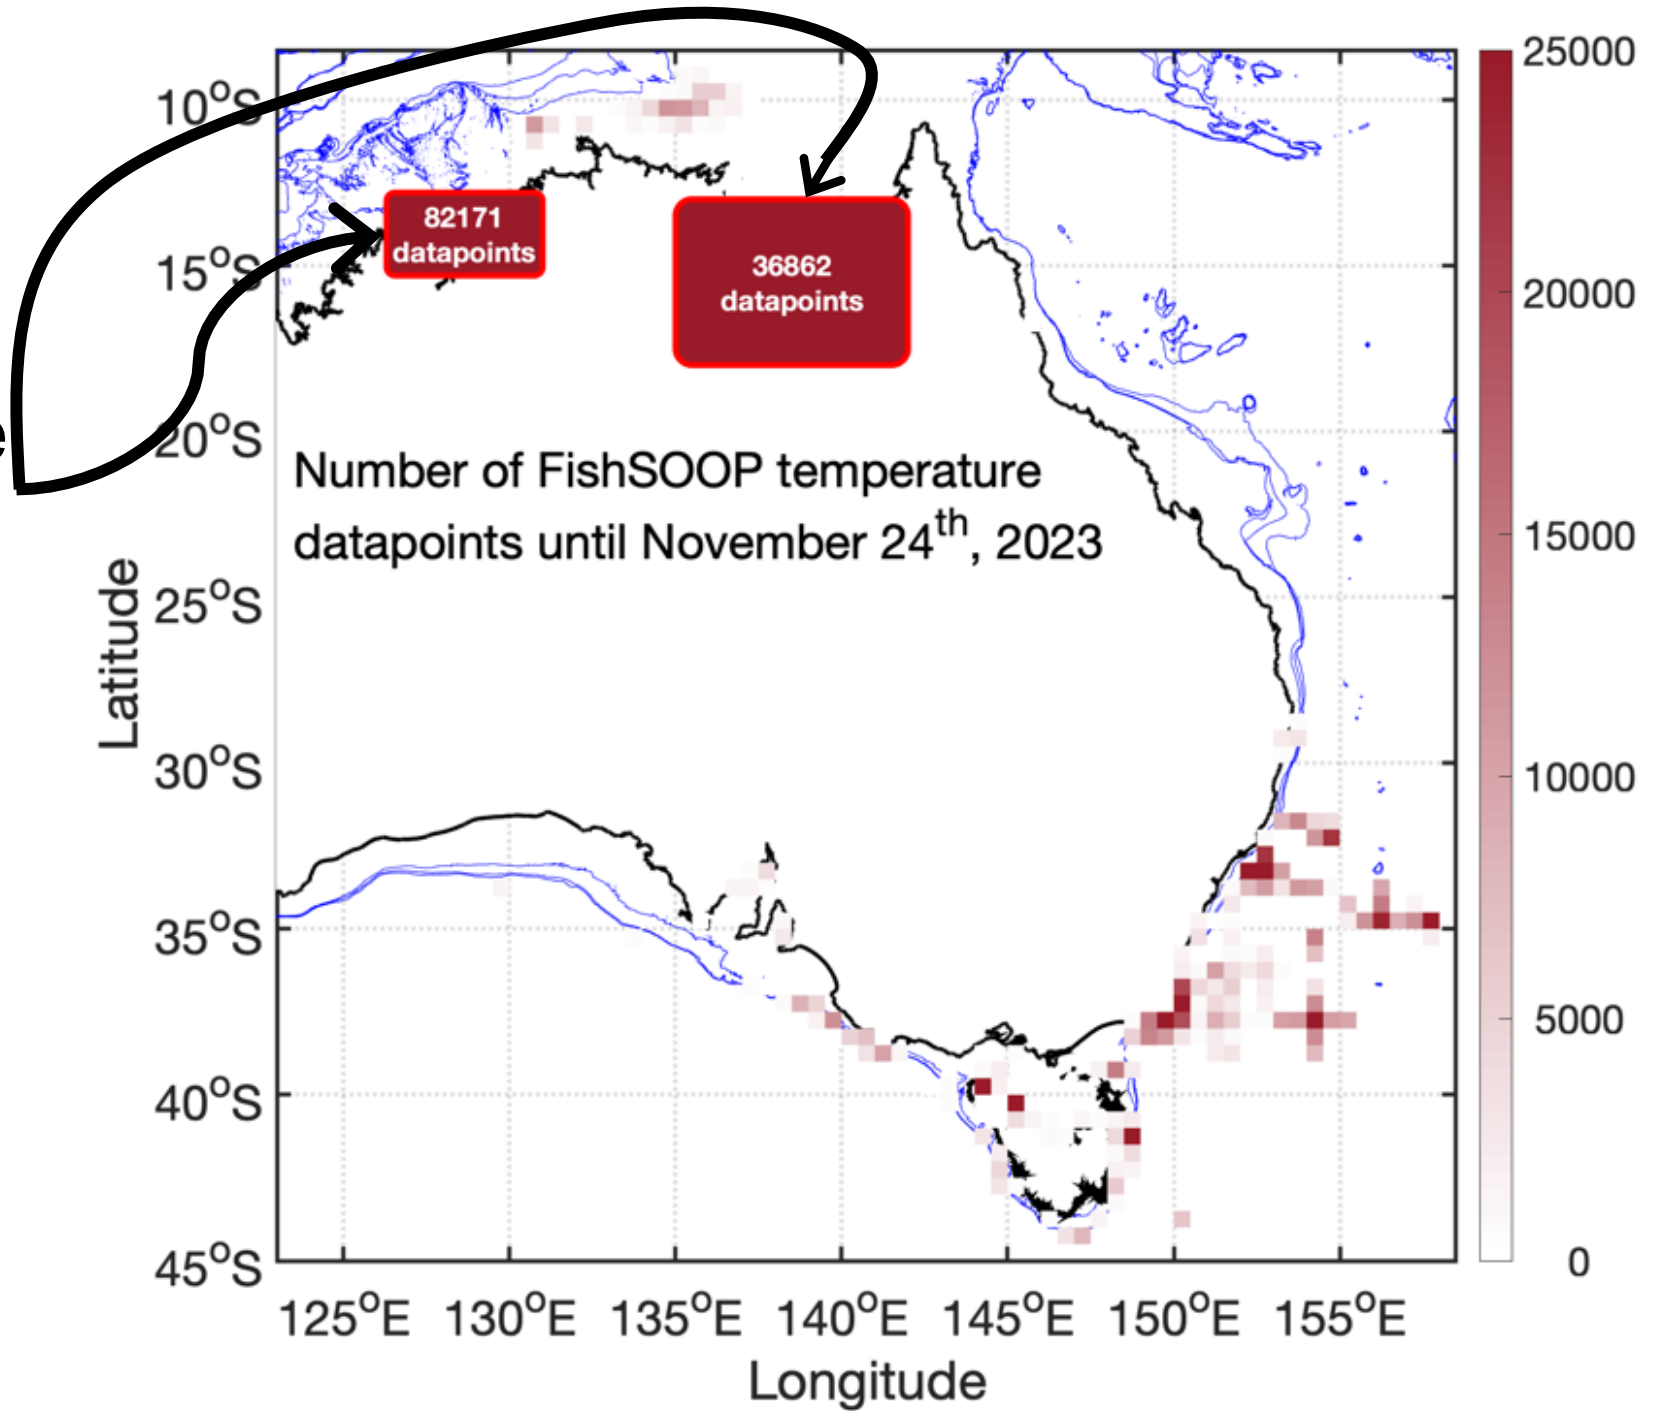 25000
10°S
82171
datapoints
15°S
36862
datapoints
20000
20°S
Number of FishSOOP temperature
datapoints until November 24th, 2023
15000
Latitude
25°S
30°S
10000
35°S
5000
40°S
45°S
0
125°E 130°E 135°E 140°E 145°E 150°E 155°E
Longitude